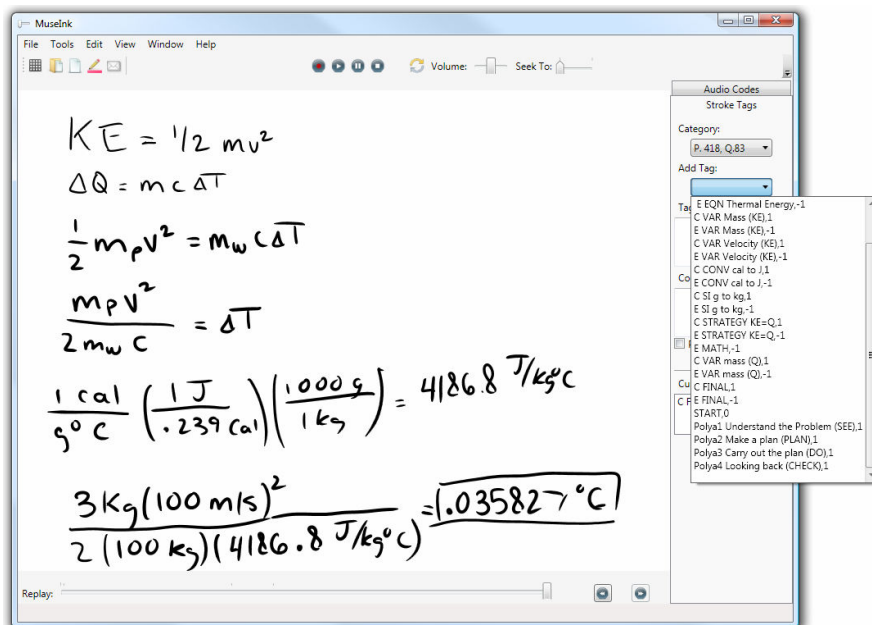 MuseInk
File Tools Edit View Window Help
Volume: Seek To:
Audio Codes
Stroke Tags
Category:
P. 418, Q.83
Add Tag:
E EQN Thermal Energy,-1
C VAR Mass (KE),1
E VAR Mass (KE),-1
C VAR Velocity (KE),1
E VAR Velocity (KE),-1
C CONV cal to J,1
E CONV cal to J,-1
C SI g to kg,1
E SI g to kg,-1
C STRATEGY KE=Q,1
E STRATEGY KE=Q,-1
E MATH,-1
C VAR mass (Q),1
E VAR mass (Q),-1
C FINAL,1
E FINAL,-1
START,0
Polya1 Understand the Problem (SEE),1
Polya2 Make a plan (PLAN),1
Polya3 Carry out the plan (DO),1
Polya4 Looking back (CHECK),1
KE = 1/2 mv²
ΔQ = mc ΔT
1/2 mₚv² = m_w cΔT
mₚv² / 2m_w c = ΔT
1 cal / g°C (1 J / .239 cal) (1000 g / 1 kg) = 4186.8 J/kg°C
3 kg (100 m/s)² / 2 (100 kg) (4186.8 J/kg°C) = .035827 °C
Replay: